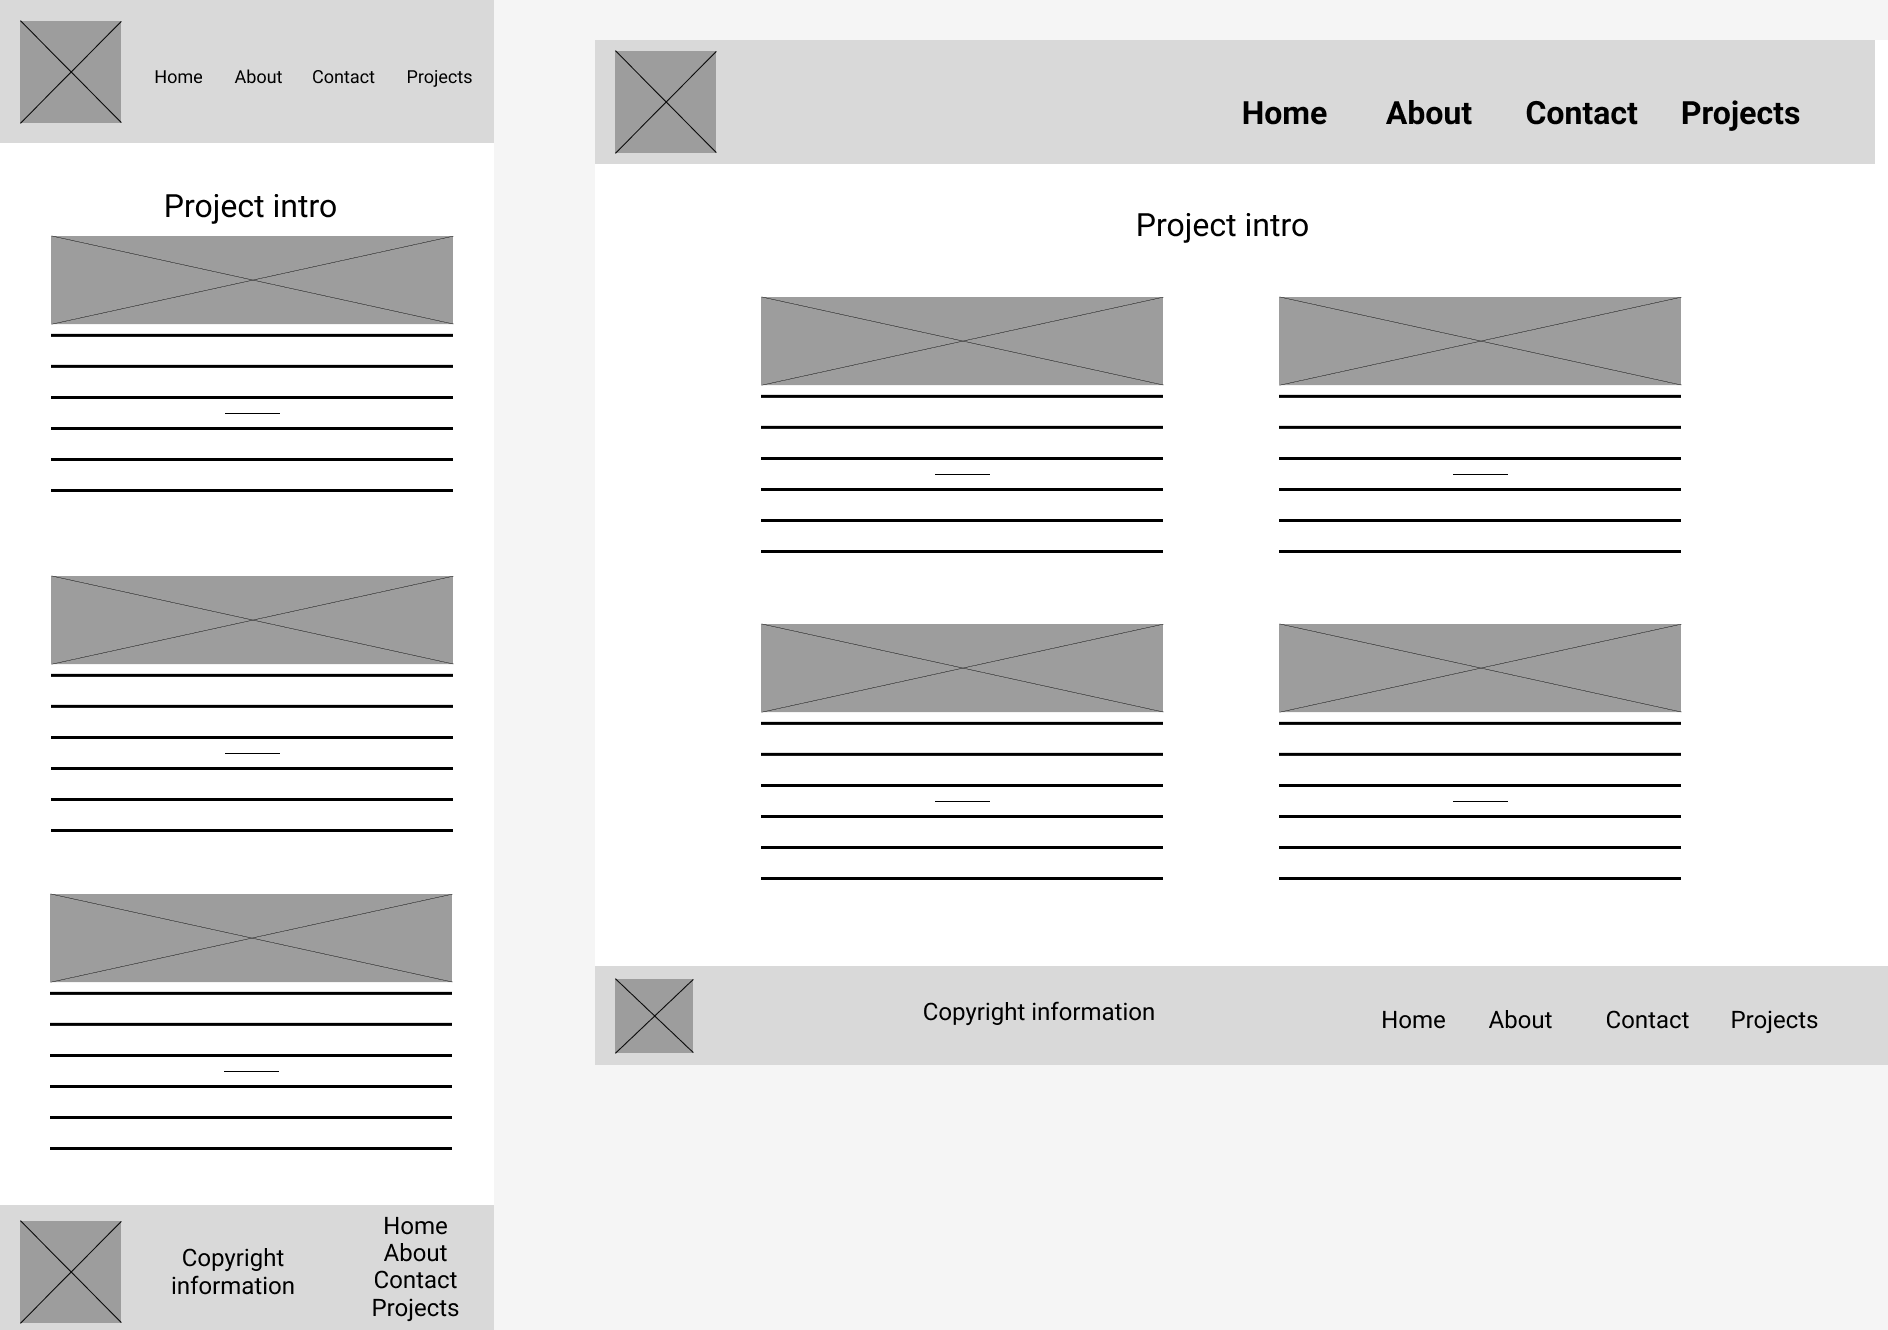 Home About Contact Projects
Project intro
Copyright
information
Home
About
Contact
Projects
Home About Contact Projects
Project intro
Copyright information
Home About Contact Projects